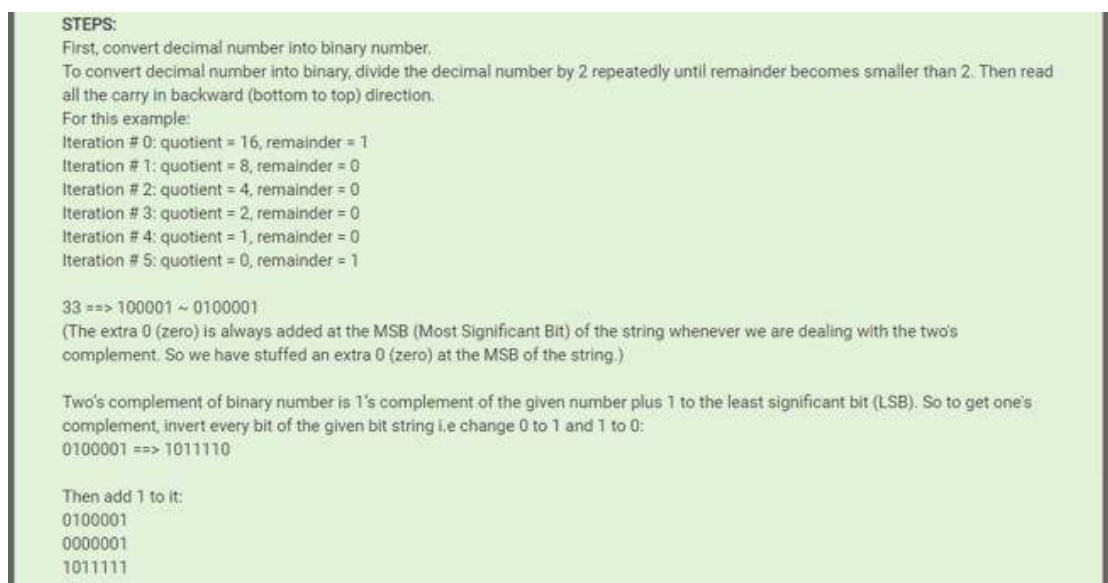 STEPS:
First, convert decimal number into binary number.
To convert decimal number into binary, divide the decimal number by 2 repeatedly until remainder becomes smaller than 2. Then read
all the carry in backward (bottom to top) direction.
For this example:
Iteration # 0: quotient = 16, remainder = 1
Iteration # 1: quotient = 8, remainder = 0
Iteration # 2: quotient = 4, remainder = 0
Iteration # 3: quotient = 2, remainder = 0
Iteration # 4: quotient = 1, remainder = 0
Iteration # 5: quotient = 0, remainder = 1
33 ==> 100001 ~ 0100001
(The extra 0 (zero) is always added at the MSB (Most Significant Bit) of the string whenever we are dealing with the two's
complement. So we have stuffed an extra 0 (zero) at the MSB of the string.)
Two's complement of binary number is 1's complement of the given number plus 1 to the least significant bit (LSB). So to get one's
complement, invert every bit of the given bit string i.e change 0 to 1 and 1 to 0:
0100001 ==> 1011110
Then add 1 to it:
0100001
0000001
1011111